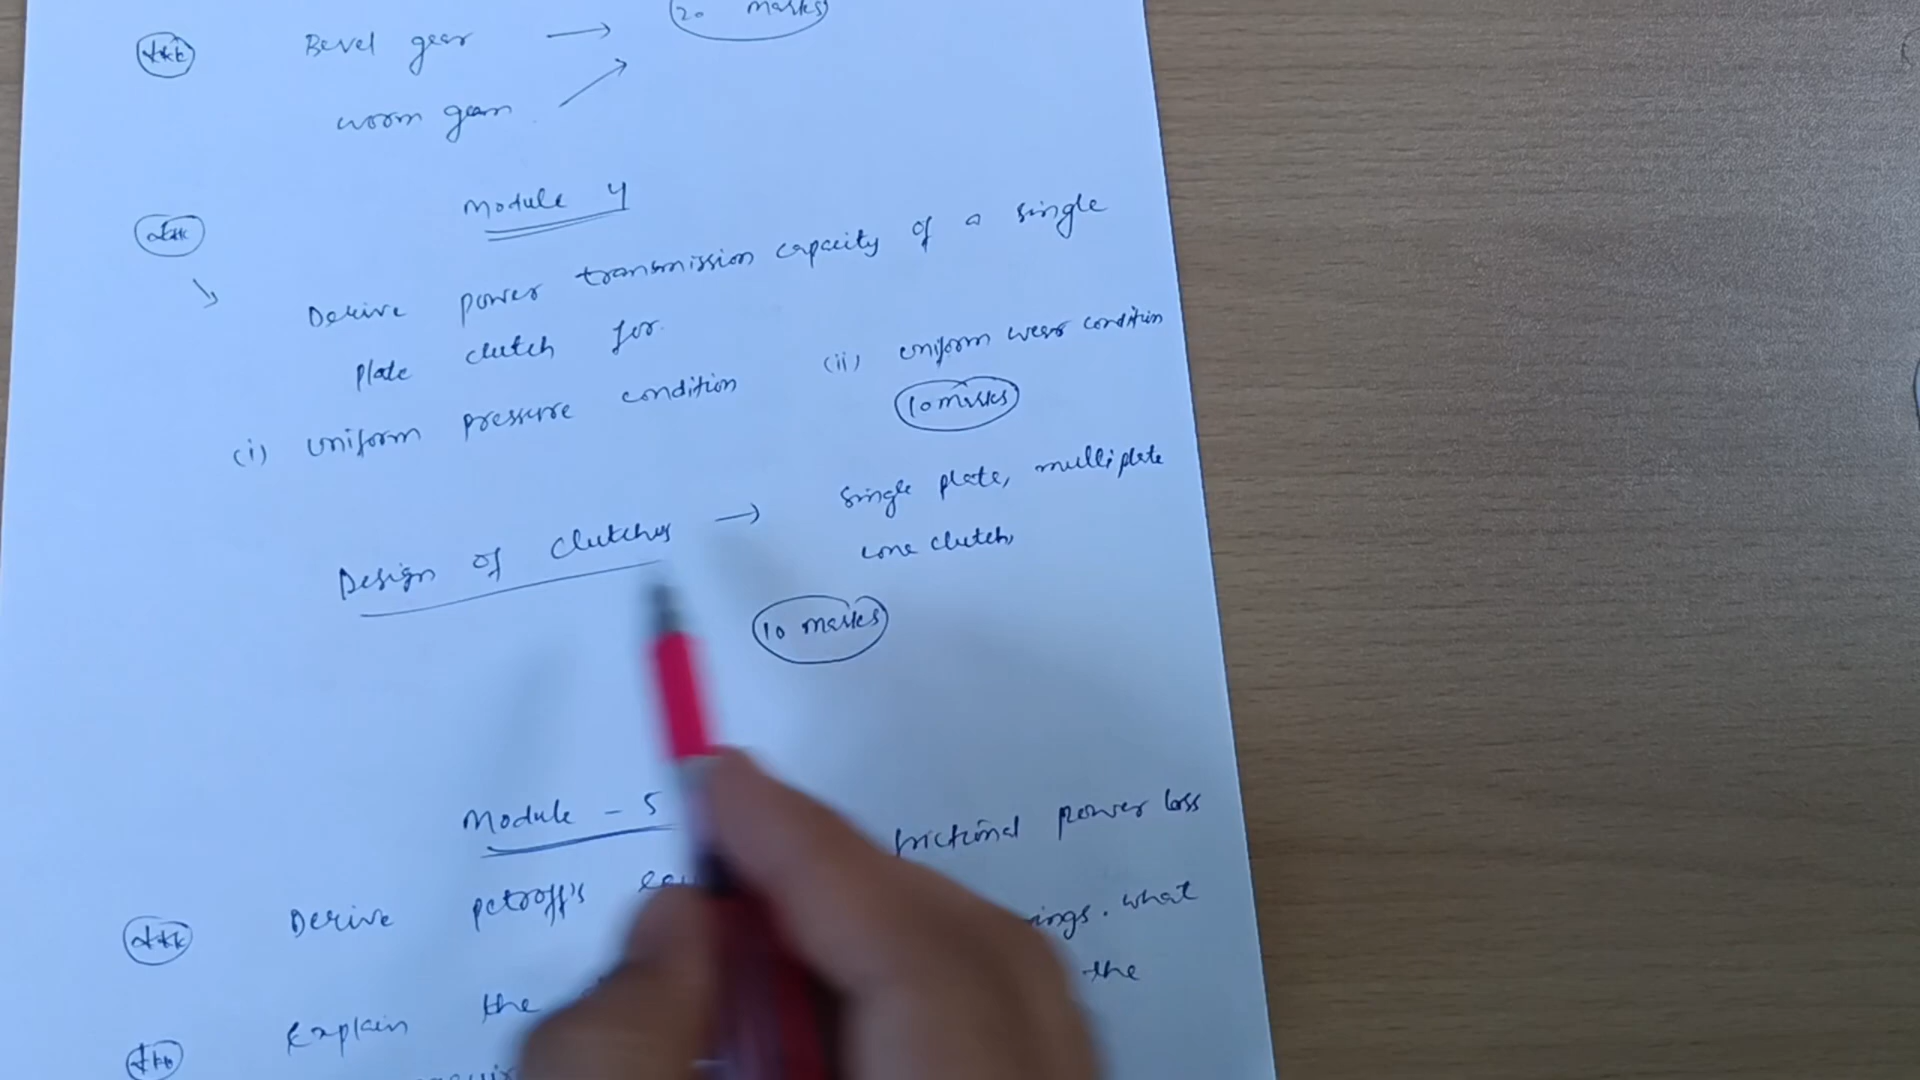 20 marks
*** Bevel gear →
worm gear
Module 4
***
Derive power transmission capacity of a single
plate clutch for
(i) uniform pressure condition (ii) uniform wear condition
10 marks
Design of clutches → single plate, multiplate
cone clutch,
10 marks
Module - 5
*** Derive petroff's frictional power loss
what
*** Explain the the